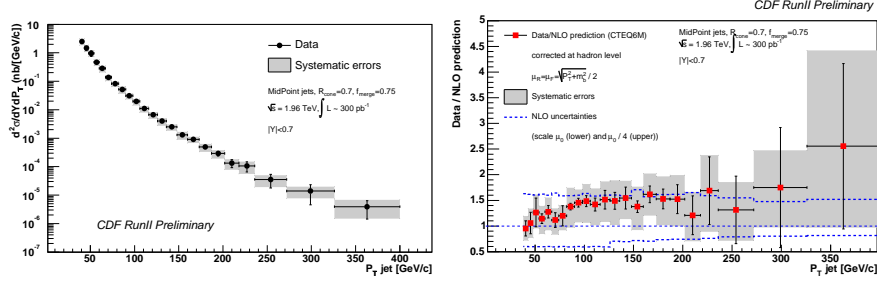 CDF RunII Preliminary
d²σ/dYdP_T (nb/[GeV/c])
10
1
10⁻¹
10⁻²
10⁻³
10⁻⁴
10⁻⁵
10⁻⁶
10⁻⁷
Data
Systematic errors
MidPoint jets, R_cone=0.7, f_merge=0.75
√s = 1.96 TeV, ∫ L ~ 300 pb⁻¹
|Y|<0.7
CDF RunII Preliminary
0 50 100 150 200 250 300 350 400
P_T jet [GeV/c]
Data / NLO prediction
5
4.5
4
3.5
3
2.5
2
1.5
1
0.5
0
Data/NLO prediction (CTEQ6M)
corrected at hadron level
μ_R=μ_F=√P_T²+m_b² / 2
Systematic errors
NLO uncertainties
(scale μ_0 (lower) and μ_0 / 4 (upper))
MidPoint jets, R_cone=0.7, f_merge=0.75
√s = 1.96 TeV, ∫ L ~ 300 pb⁻¹
|Y|<0.7
50 100 150 200 250 300 350
P_T jet [GeV/c]